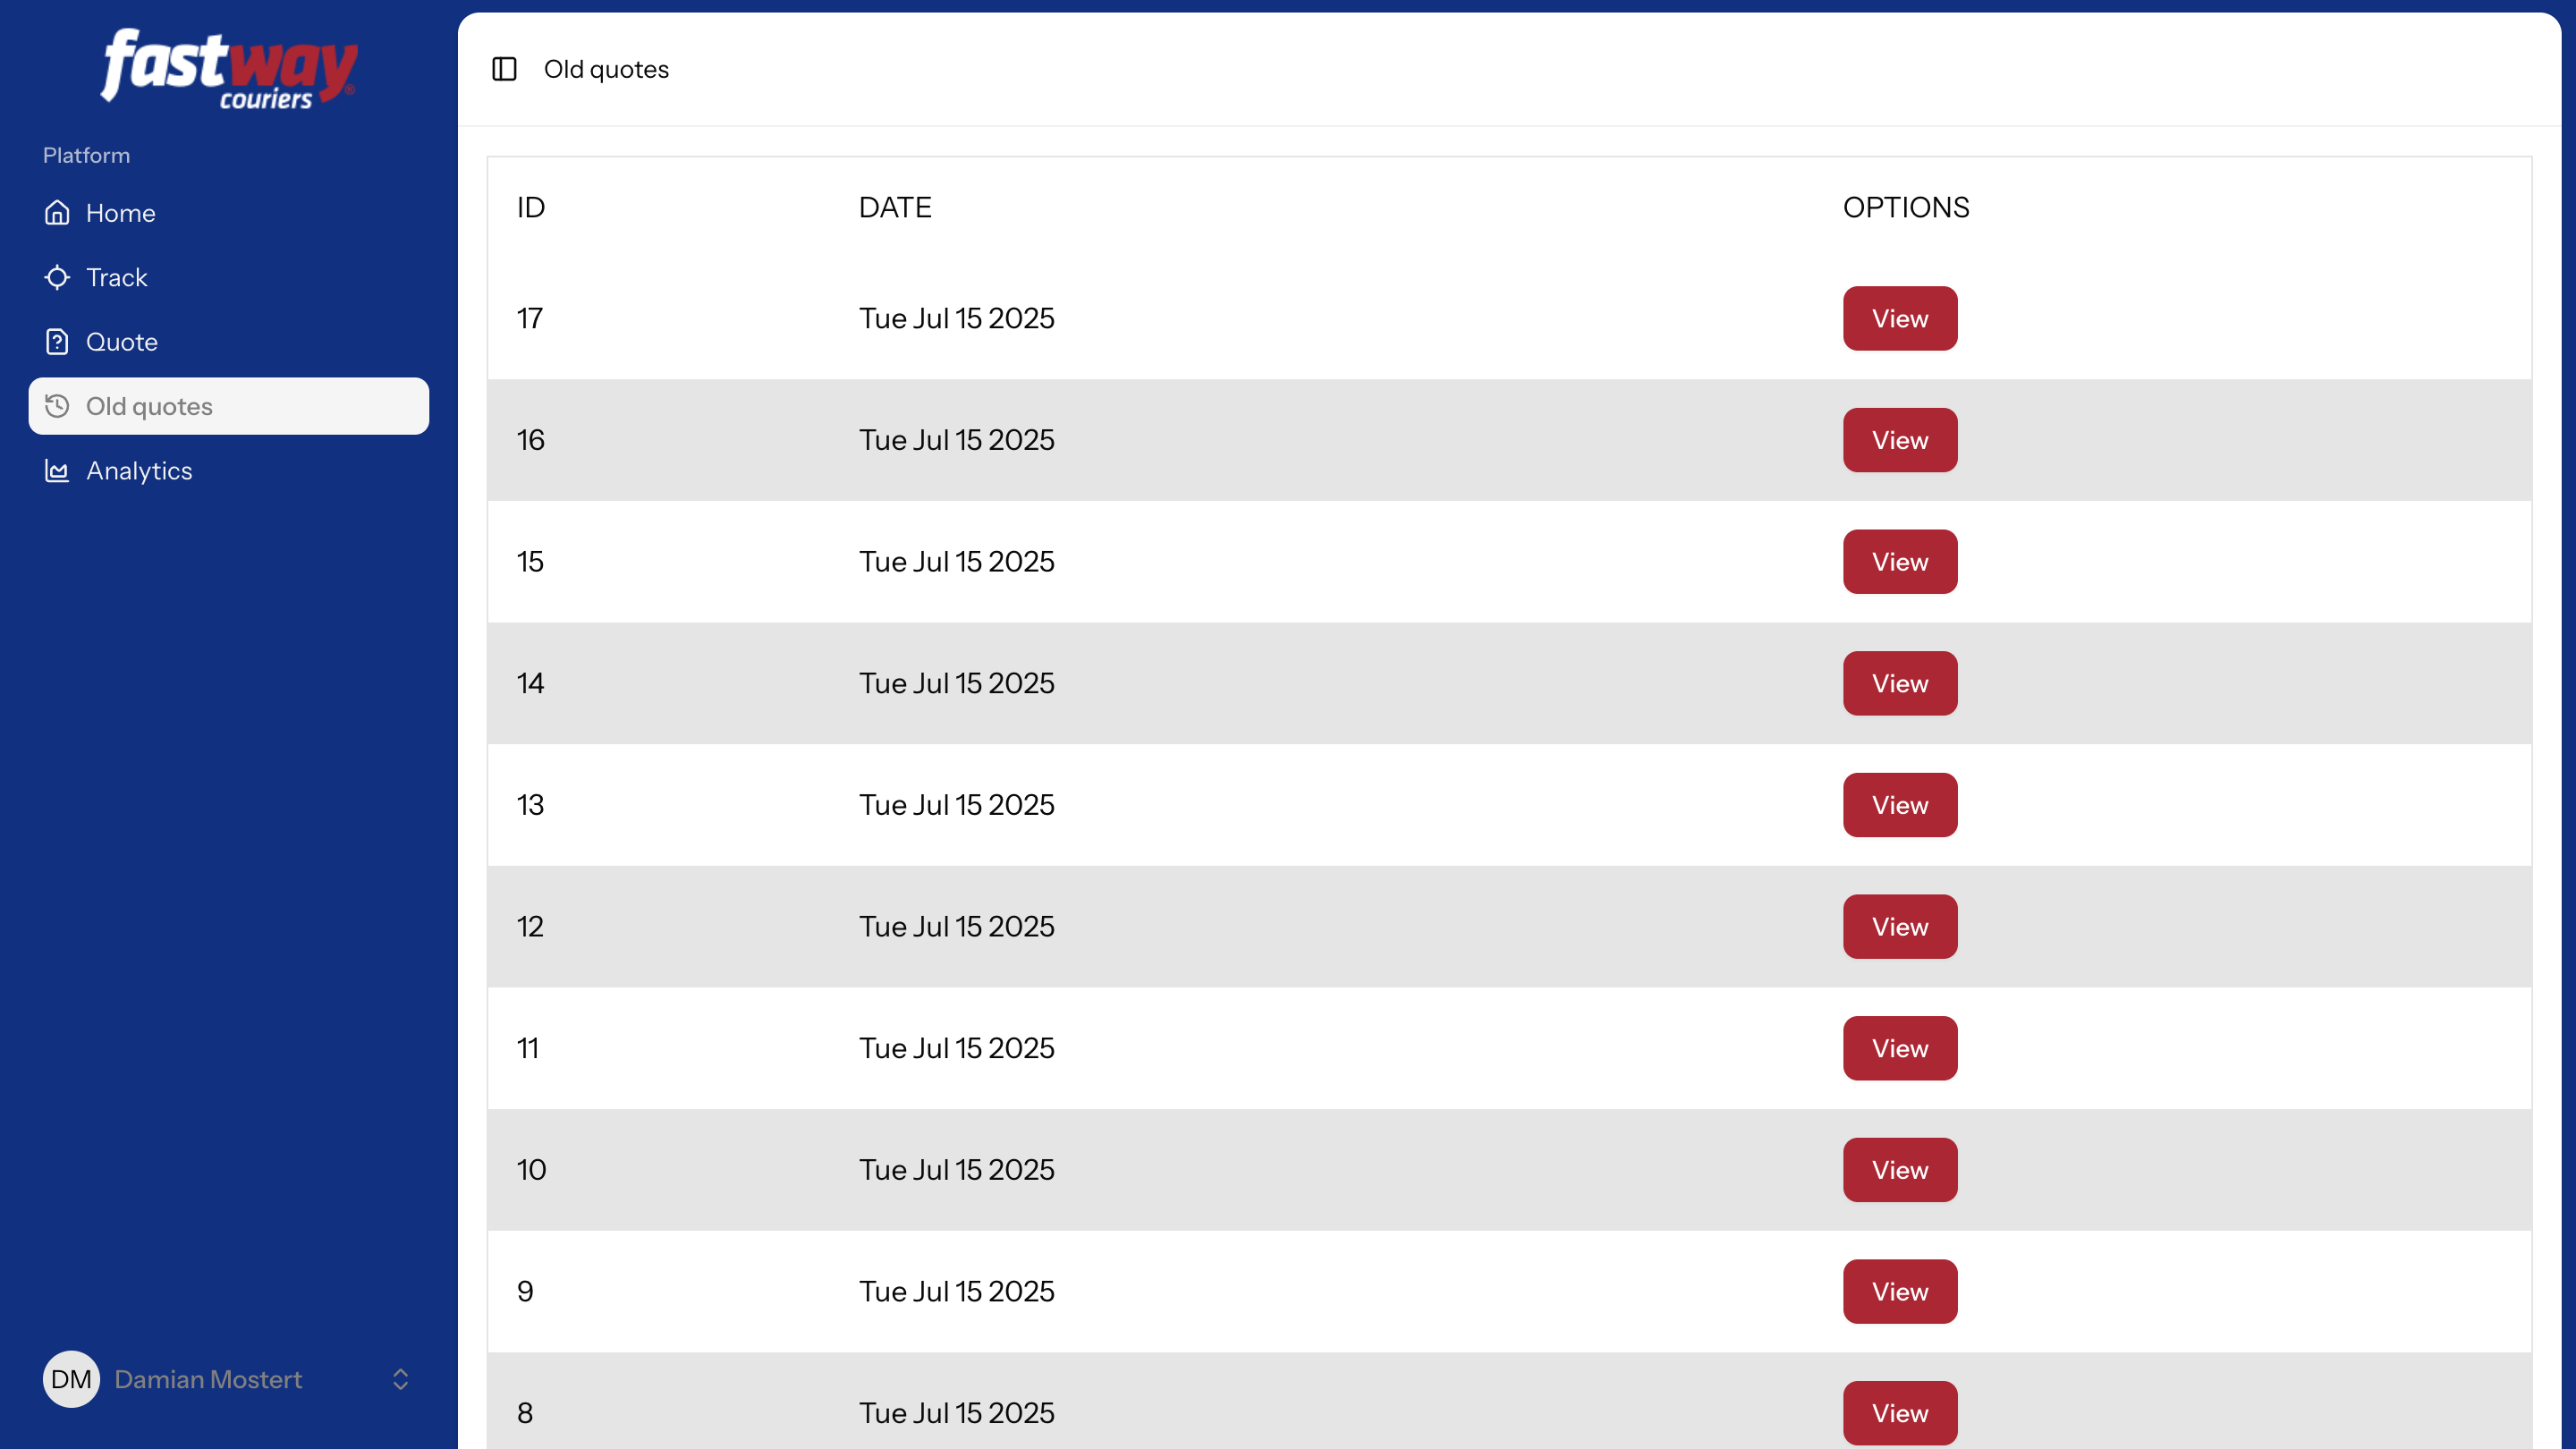 fastway®
couriers
Platform
Home
Track
Quote
Old quotes
Analytics
DM Damian Mostert
Old quotes
ID DATE OPTIONS
17 Tue Jul 15 2025 View
16 Tue Jul 15 2025 View
15 Tue Jul 15 2025 View
14 Tue Jul 15 2025 View
13 Tue Jul 15 2025 View
12 Tue Jul 15 2025 View
11 Tue Jul 15 2025 View
10 Tue Jul 15 2025 View
9 Tue Jul 15 2025 View
8 Tue Jul 15 2025 View